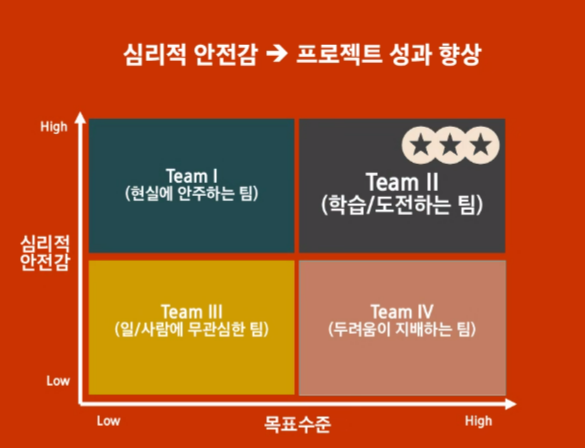 심리적 안전감 → 프로젝트 성과 향상
High
Team I
(현실에 안주하는 팀)
Team II
(학습/도전하는 팀)
심리적
안전감
Team III
(일/사람에 무관심한 팀)
Team IV
(두려움이 지배하는 팀)
Low
Low
목표수준
High